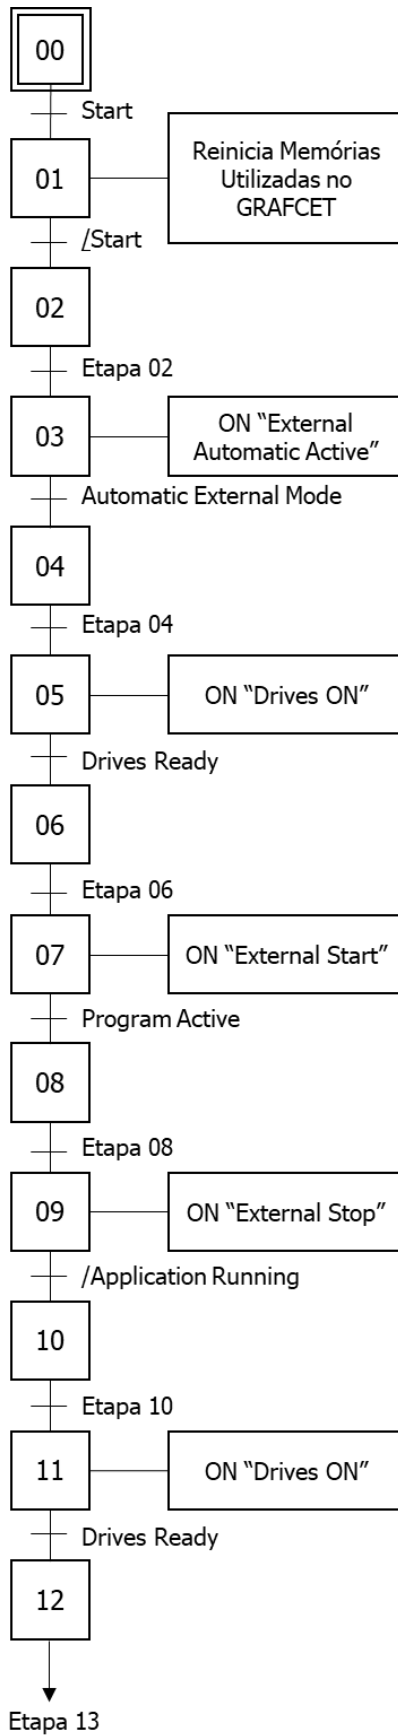 00
Start
01
Reinicia Memórias
Utilizadas no
GRAFCET
/Start
02
Etapa 02
03
ON “External
Automatic Active”
Automatic External Mode
04
Etapa 04
05
ON “Drives ON”
Drives Ready
06
Etapa 06
07
ON “External Start”
Program Active
08
Etapa 08
09
ON “External Stop”
/Application Running
10
Etapa 10
11
ON “Drives ON”
Drives Ready
12
Etapa 13